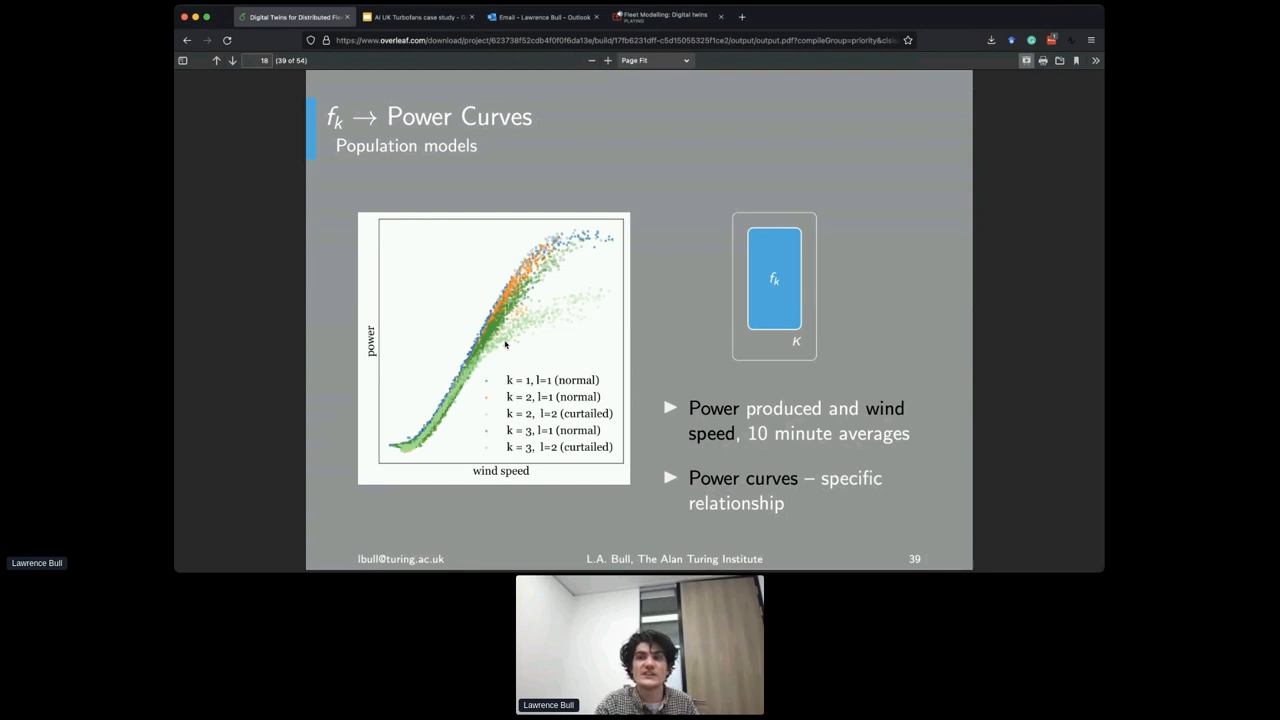 Digital Twins for Distributed Fle
AI UK Turbofans case study - G
Email – Lawrence Bull – Outlook
Fleet Modelling: Digital twins
PLAYING
https://www.overleaf.com/download/project/623738f52cdb4f0f0f6da13e/build/17fb6231dff-c5d15055325f1ce2/output/output.pdf?compileGroup=priority&clsi
18 (39 of 54)
Page Fit
fk → Power Curves
Population models
power
k = 1, l=1 (normal)
k = 2, l=1 (normal)
k = 2, l=2 (curtailed)
k = 3, l=1 (normal)
k = 3, l=2 (curtailed)
wind speed
fk
K
Power produced and wind
speed, 10 minute averages
Power curves – specific
relationship
lbull@turing.ac.uk
L.A. Bull, The Alan Turing Institute
39
Lawrence Bull
Lawrence Bull